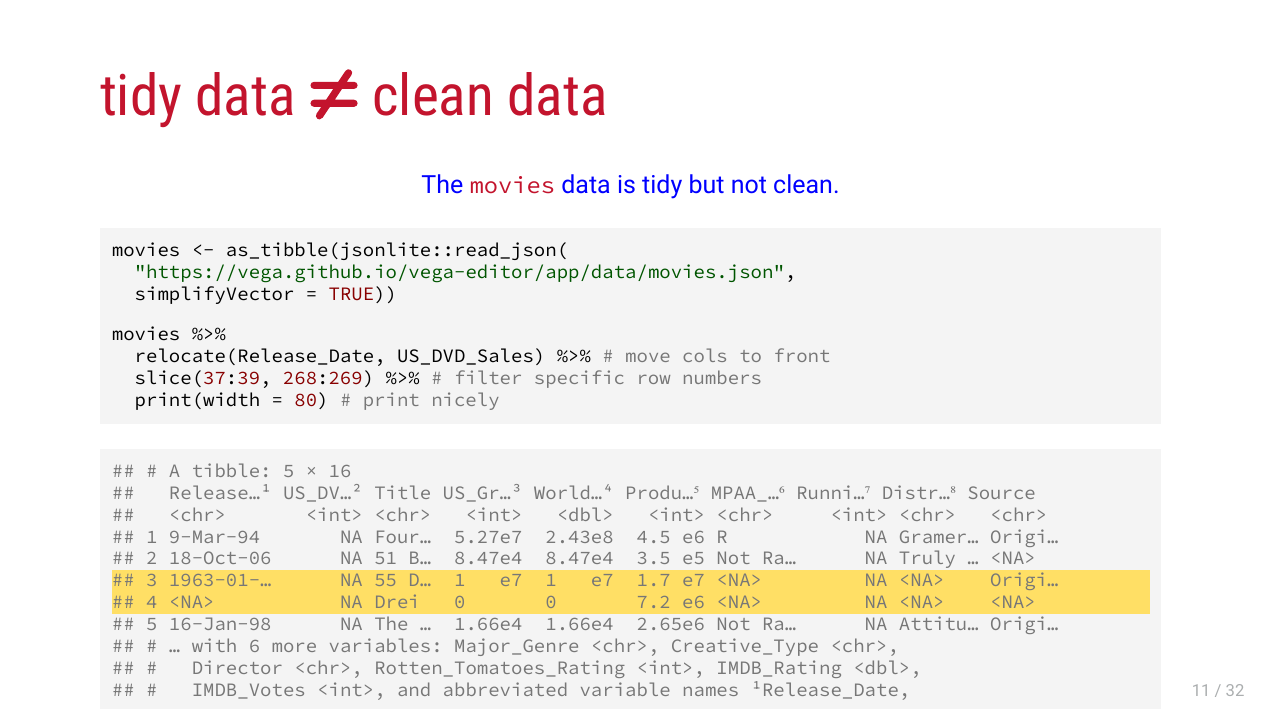 tidy data ≠ clean data
The movies data is tidy but not clean.
movies <- as_tibble(jsonlite::read_json(
  "https://vega.github.io/vega-editor/app/data/movies.json",
  simplifyVector = TRUE))
movies %>%
  relocate(Release_Date, US_DVD_Sales) %>% # move cols to front
  slice(37:39, 268:269) %>% # filter specific row numbers
  print(width = 80) # print nicely
## # A tibble: 5 × 16
##   Release…¹ US_DV…² Title US_Gr…³ World…⁴ Produ…⁵ MPAA_…⁶ Runni…⁷ Distr…⁸ Source
##   <chr>       <int> <chr>   <int>   <dbl>   <int> <chr>     <int> <chr>   <chr>
## 1 9-Mar-94       NA Four…  5.27e7  2.43e8  4.5 e6 R            NA Gramer… Origi…
## 2 18-Oct-06      NA 51 B…  8.47e4  8.47e4  3.5 e5 Not Ra…      NA Truly … <NA>
## 3 1963-01-…      NA 55 D…  1   e7  1   e7  1.7 e7 <NA>         NA <NA>    Origi…
## 4 <NA>           NA Drei   0       0       7.2 e6 <NA>         NA <NA>    <NA>
## 5 16-Jan-98      NA The …  1.66e4  1.66e4  2.65e6 Not Ra…      NA Attitu… Origi…
## # … with 6 more variables: Major_Genre <chr>, Creative_Type <chr>,
## #   Director <chr>, Rotten_Tomatoes_Rating <int>, IMDB_Rating <dbl>,
## #   IMDB_Votes <int>, and abbreviated variable names ¹Release_Date,
11 / 32